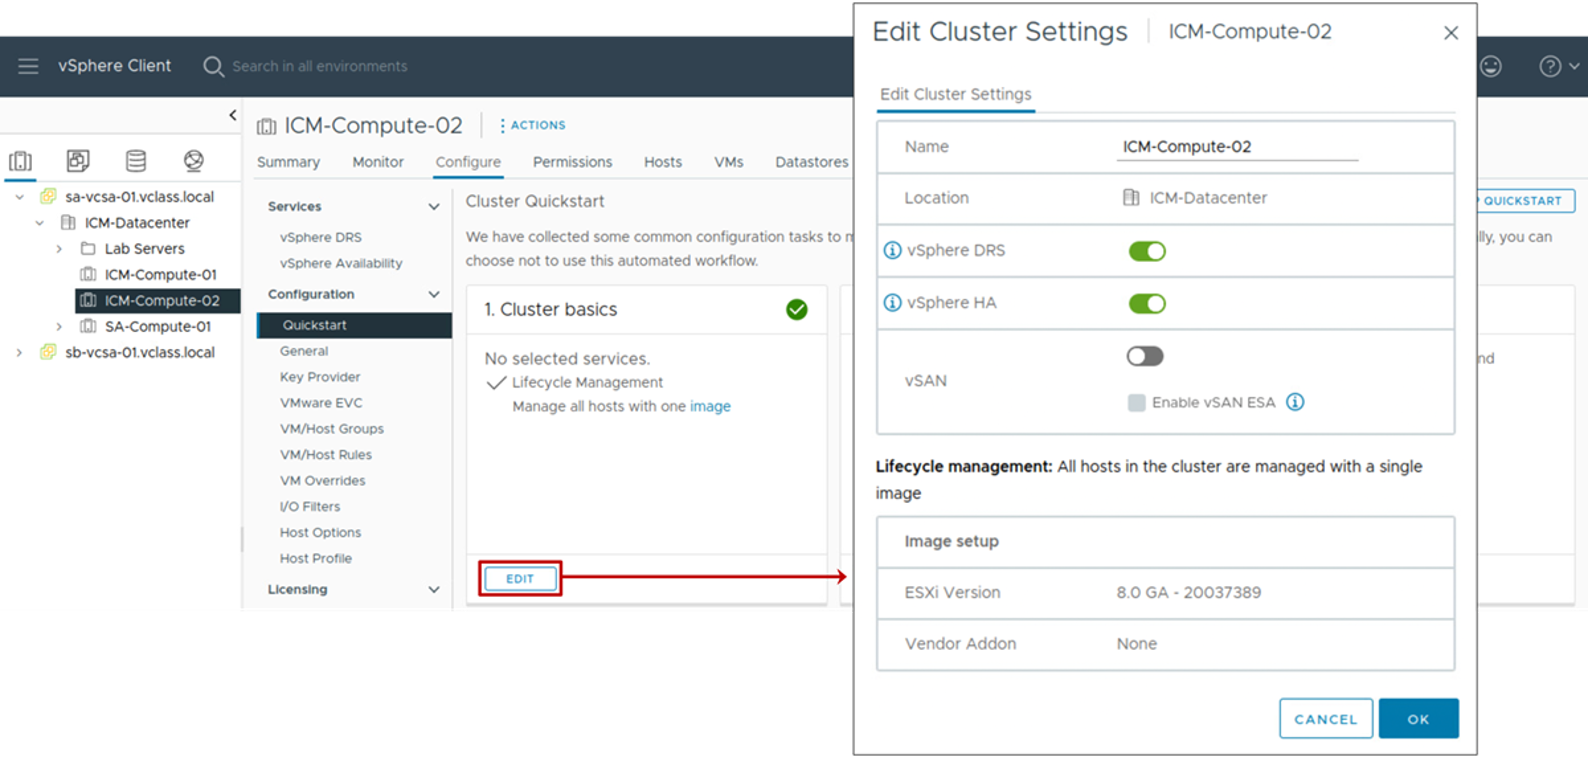 vSphere Client
Search in all environments
ICM-Compute-02
ACTIONS
Summary
Monitor
Configure
Permissions
Hosts
VMs
Datastores
sa-vcsa-01.vclass.local
ICM-Datacenter
Lab Servers
ICM-Compute-01
ICM-Compute-02
SA-Compute-01
sb-vcsa-01.vclass.local
Services
vSphere DRS
vSphere Availability
Configuration
Quickstart
General
Key Provider
VMware EVC
VM/Host Groups
VM/Host Rules
VM Overrides
I/O Filters
Host Options
Host Profile
Licensing
Cluster Quickstart
We have collected some common configuration tasks to
choose not to use this automated workflow.
1. Cluster basics
No selected services.
Lifecycle Management
Manage all hosts with one image
EDIT
QUICKSTART
lly, you can
nd
Edit Cluster Settings
ICM-Compute-02
Edit Cluster Settings
Name
ICM-Compute-02
Location
ICM-Datacenter
vSphere DRS
vSphere HA
vSAN
Enable vSAN ESA
Lifecycle management: All hosts in the cluster are managed with a single
image
Image setup
ESXi Version
8.0 GA - 20037389
Vendor Addon
None
CANCEL
OK